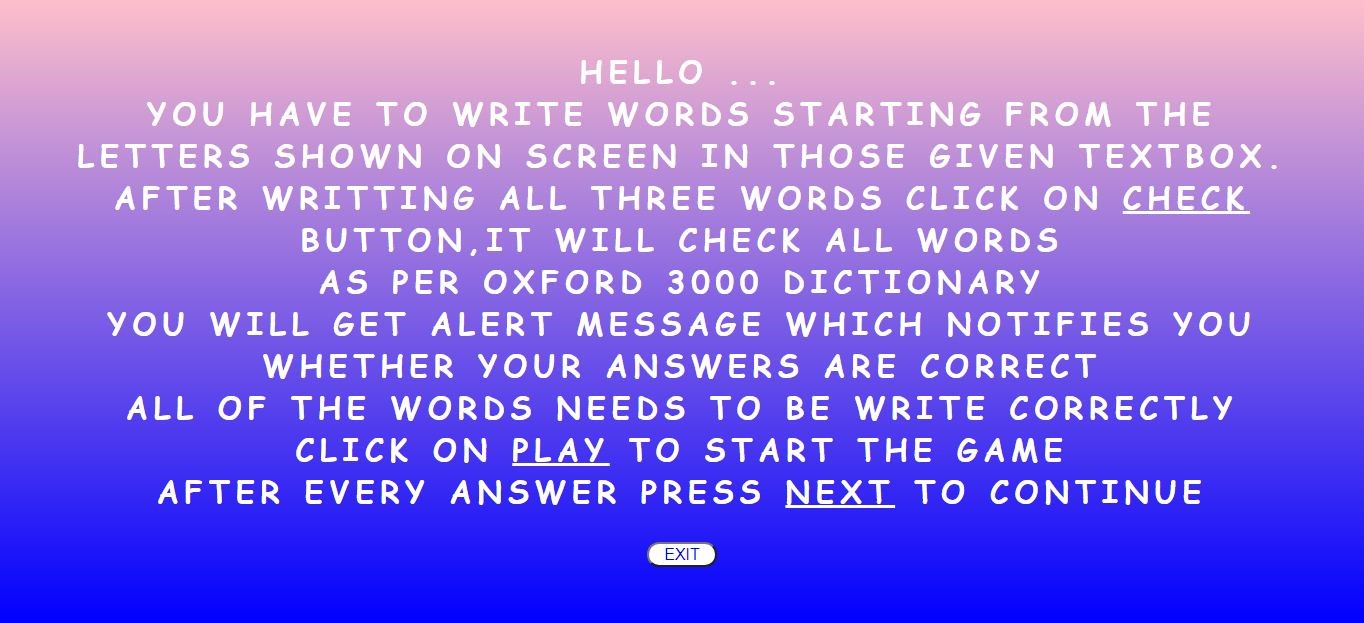 HELLO ...
YOU HAVE TO WRITE WORDS STARTING FROM THE
LETTERS SHOWN ON SCREEN IN THOSE GIVEN TEXTBOX.
AFTER WRITTING ALL THREE WORDS CLICK ON CHECK
BUTTON,IT WILL CHECK ALL WORDS
AS PER OXFORD 3000 DICTIONARY
YOU WILL GET ALERT MESSAGE WHICH NOTIFIES YOU
WHETHER YOUR ANSWERS ARE CORRECT
ALL OF THE WORDS NEEDS TO BE WRITE CORRECTLY
CLICK ON PLAY TO START THE GAME
AFTER EVERY ANSWER PRESS NEXT TO CONTINUE
EXIT